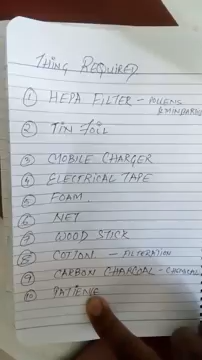 THING REQUIRED
① HEPA FILTER - POLLENS
② TIN FOIL
③ MOBILE CHARGER
④ ELECTRICAL TAPE
⑤ FOAM
⑥ NET
⑦ WOOD STICK
⑧ COTTON - FILTERATION
⑨ CARBON CHARCOAL - CHEMICAL
⑩ PATIENCE